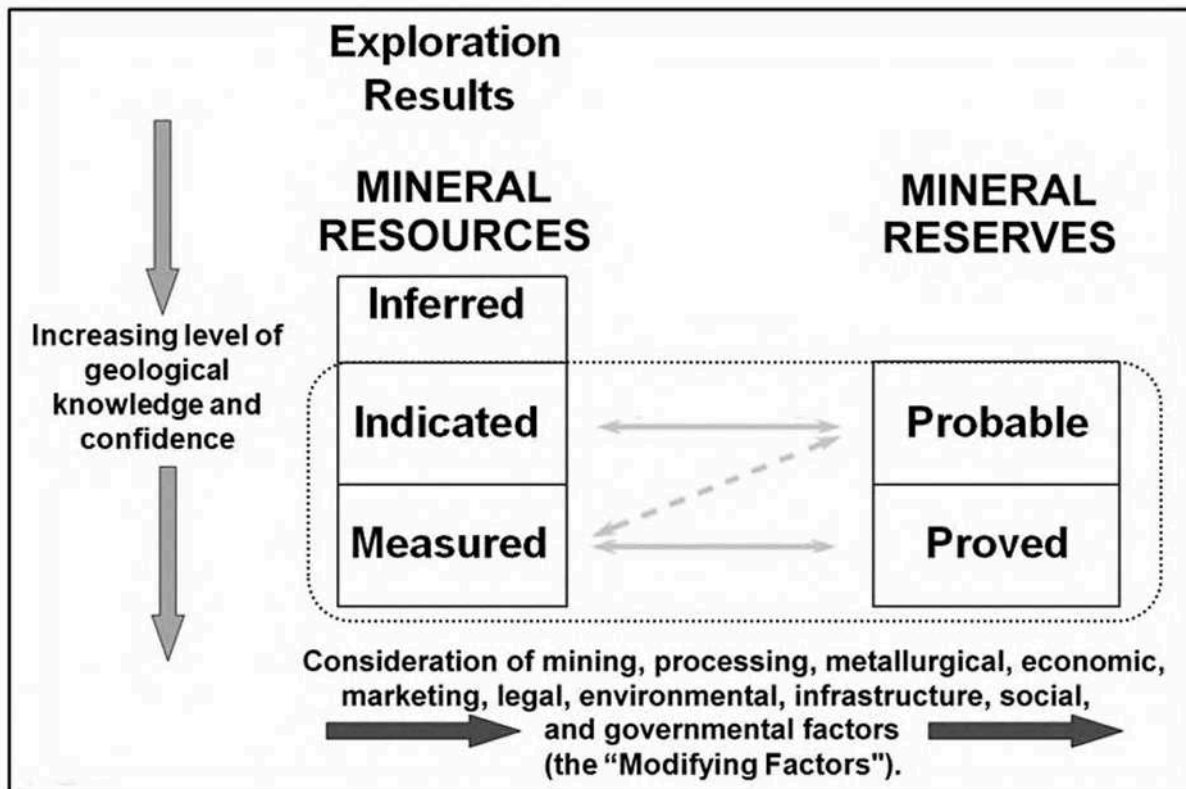 Exploration
Results
MINERAL
RESOURCES
MINERAL
RESERVES
Inferred
Increasing level of
geological
knowledge and
confidence
Indicated
Probable
Measured
Proved
Consideration of mining, processing, metallurgical, economic,
marketing, legal, environmental, infrastructure, social,
and governmental factors
(the “Modifying Factors").